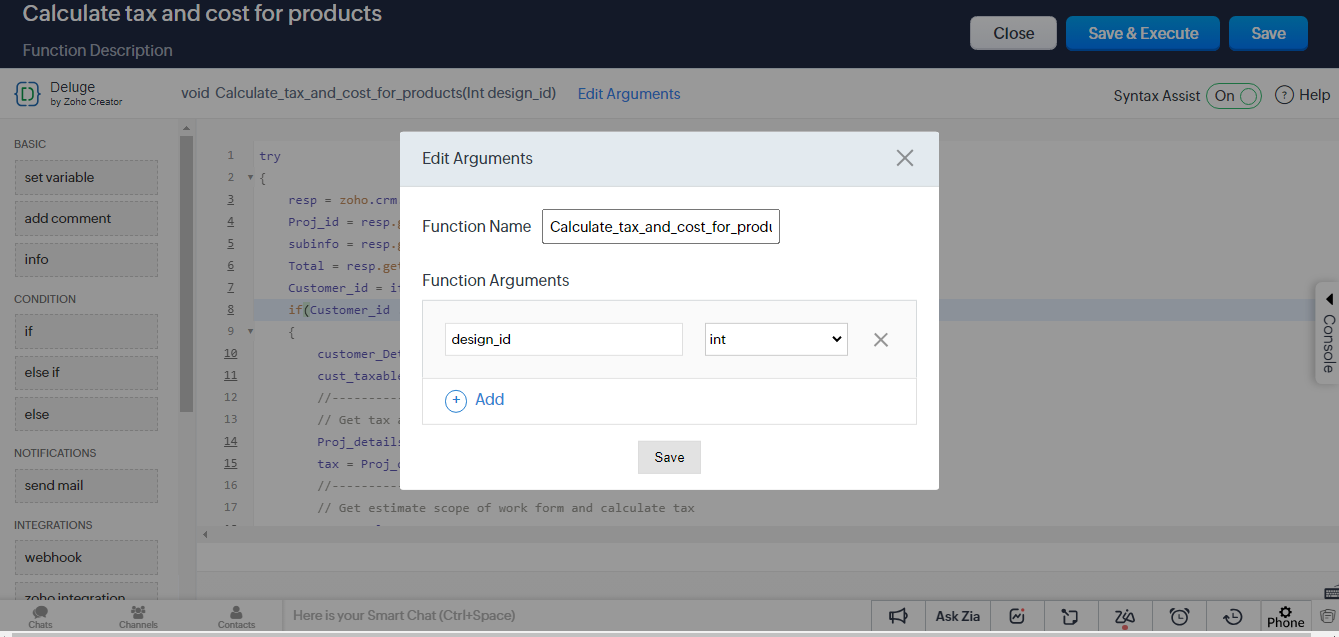 Calculate tax and cost for products
Function Description
Close
Save & Execute
Save
Deluge
by Zoho Creator
void Calculate_tax_and_cost_for_products(Int design_id)
Edit Arguments
Syntax Assist
On
? Help
BASIC
set variable
add comment
info
CONDITION
if
else if
else
NOTIFICATIONS
send mail
INTEGRATIONS
webhook
zoho integration
1 try
2 {
3 resp = zoho.crm
4 Proj_id = resp.
5 subinfo = resp.
6 Total = resp.get
7 Customer_id = i
8 if(Customer_id
9 {
10 customer_De
11 cust_taxable
12 //----------
13 // Get tax
14 Proj_details
15 tax = Proj_
16 //----------
17 // Get estimate scope of work form and calculate tax
Edit Arguments
Function Name
Calculate_tax_and_cost_for_produ
Function Arguments
design_id
int
+ Add
Save
Console
Chats
Channels
Contacts
Here is your Smart Chat (Ctrl+Space)
Ask Zia
Phone